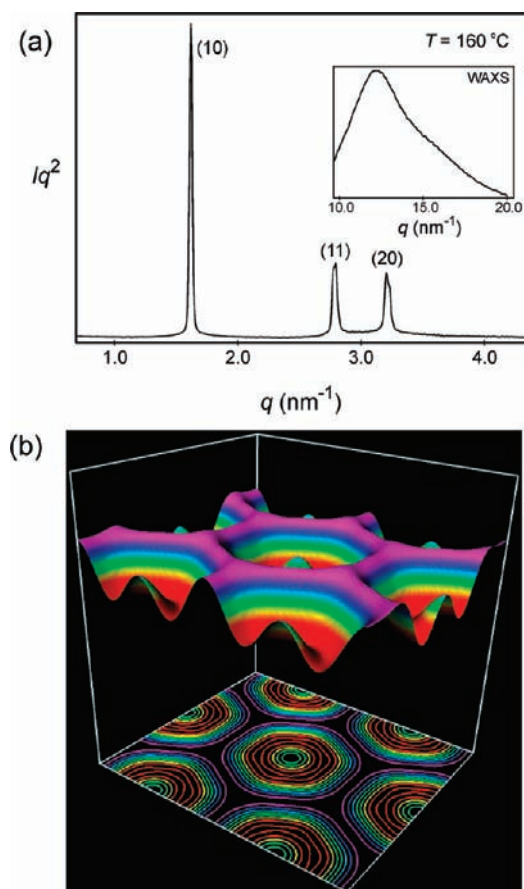 (a)
(10)
T = 160 °C
WAXS
Iq²
10.0 15.0 20.0
q (nm⁻¹)
(11)
(20)
1.0 2.0 3.0 4.0
q (nm⁻¹)
(b)